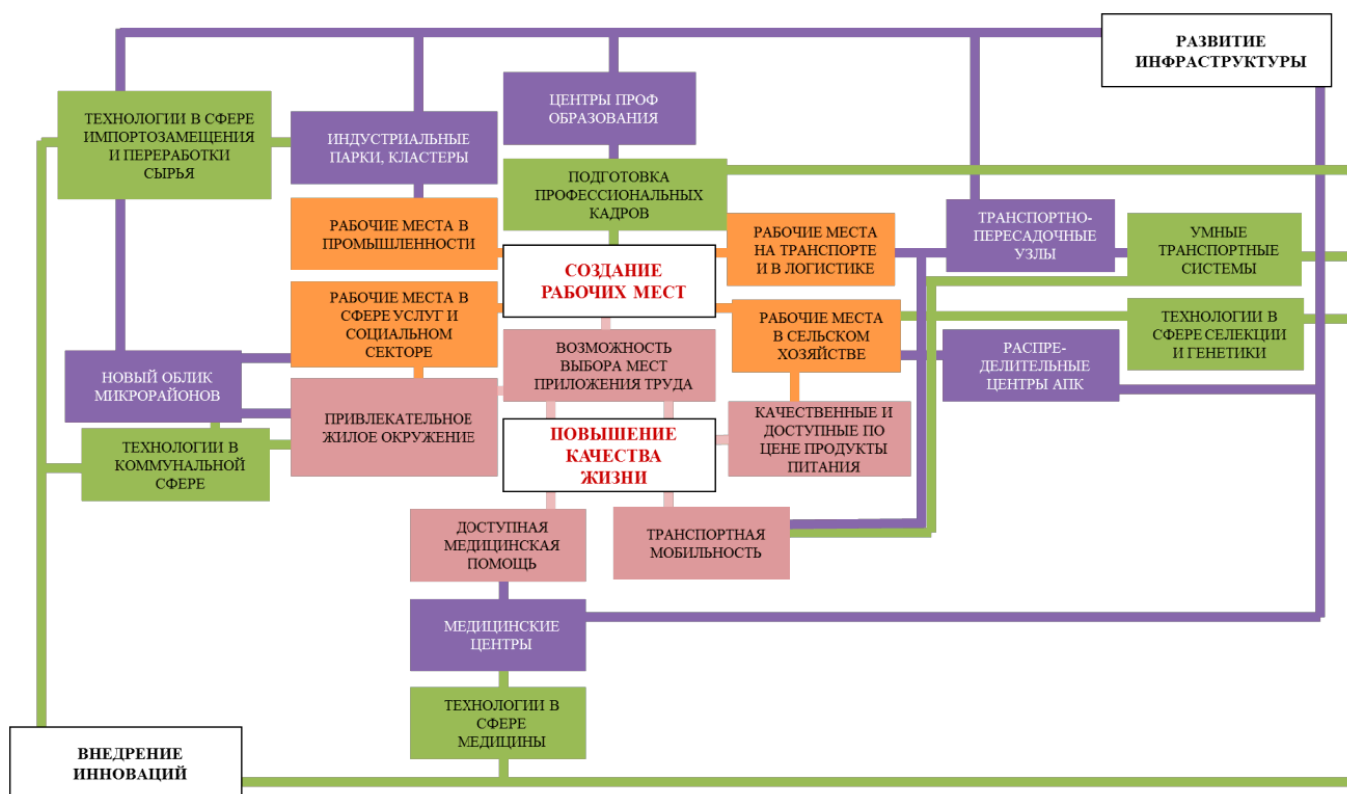 РАЗВИТИЕ
ИНФРАСТРУКТУРЫ
ТЕХНОЛОГИИ В СФЕРЕ
ИМПОРТОЗАМЕЩЕНИЯ
И ПЕРЕРАБОТКИ
СЫРЬЯ
ИНДУСТРИАЛЬНЫЕ
ПАРКИ, КЛАСТЕРЫ
ЦЕНТРЫ ПРОФ
ОБРАЗОВАНИЯ
ПОДГОТОВКА
ПРОФЕССИОНАЛЬНЫХ
КАДРОВ
РАБОЧИЕ МЕСТА В
ПРОМЫШЛЕННОСТИ
СОЗДАНИЕ
РАБОЧИХ МЕСТ
РАБОЧИЕ МЕСТА
НА ТРАНСПОРТЕ
И В ЛОГИСТИКЕ
ТРАНСПОРТНО-
ПЕРЕСАДОЧНЫЕ
УЗЛЫ
УМНЫЕ
ТРАНСПОРТНЫЕ
СИСТЕМЫ
РАБОЧИЕ МЕСТА В
СФЕРЕ УСЛУГ И
СОЦИАЛЬНОМ
СЕКТОРЕ
РАБОЧИЕ МЕСТА
В СЕЛЬСКОМ
ХОЗЯЙСТВЕ
ТЕХНОЛОГИИ В
СФЕРЕ СЕЛЕКЦИИ
И ГЕНЕТИКИ
НОВЫЙ ОБЛИК
МИКРОРАЙОНОВ
ВОЗМОЖНОСТЬ
ВЫБОРА МЕСТ
ПРИЛОЖЕНИЯ ТРУДА
РАСПРЕ-
ДЕЛИТЕЛЬНЫЕ
ЦЕНТРЫ АПК
ПРИВЛЕКАТЕЛЬНОЕ
ЖИЛОЕ ОКРУЖЕНИЕ
ПОВЫШЕНИЕ
КАЧЕСТВА
ЖИЗНИ
КАЧЕСТВЕННЫЕ И
ДОСТУПНЫЕ ПО
ЦЕНЕ ПРОДУКТЫ
ПИТАНИЯ
ТЕХНОЛОГИИ В
КОММУНАЛЬНОЙ
СФЕРЕ
ДОСТУПНАЯ
МЕДИЦИНСКАЯ
ПОМОЩЬ
ТРАНСПОРТНАЯ
МОБИЛЬНОСТЬ
МЕДИЦИНСКИЕ
ЦЕНТРЫ
ТЕХНОЛОГИИ В
СФЕРЕ
МЕДИЦИНЫ
ВНЕДРЕНИЕ
ИННОВАЦИЙ